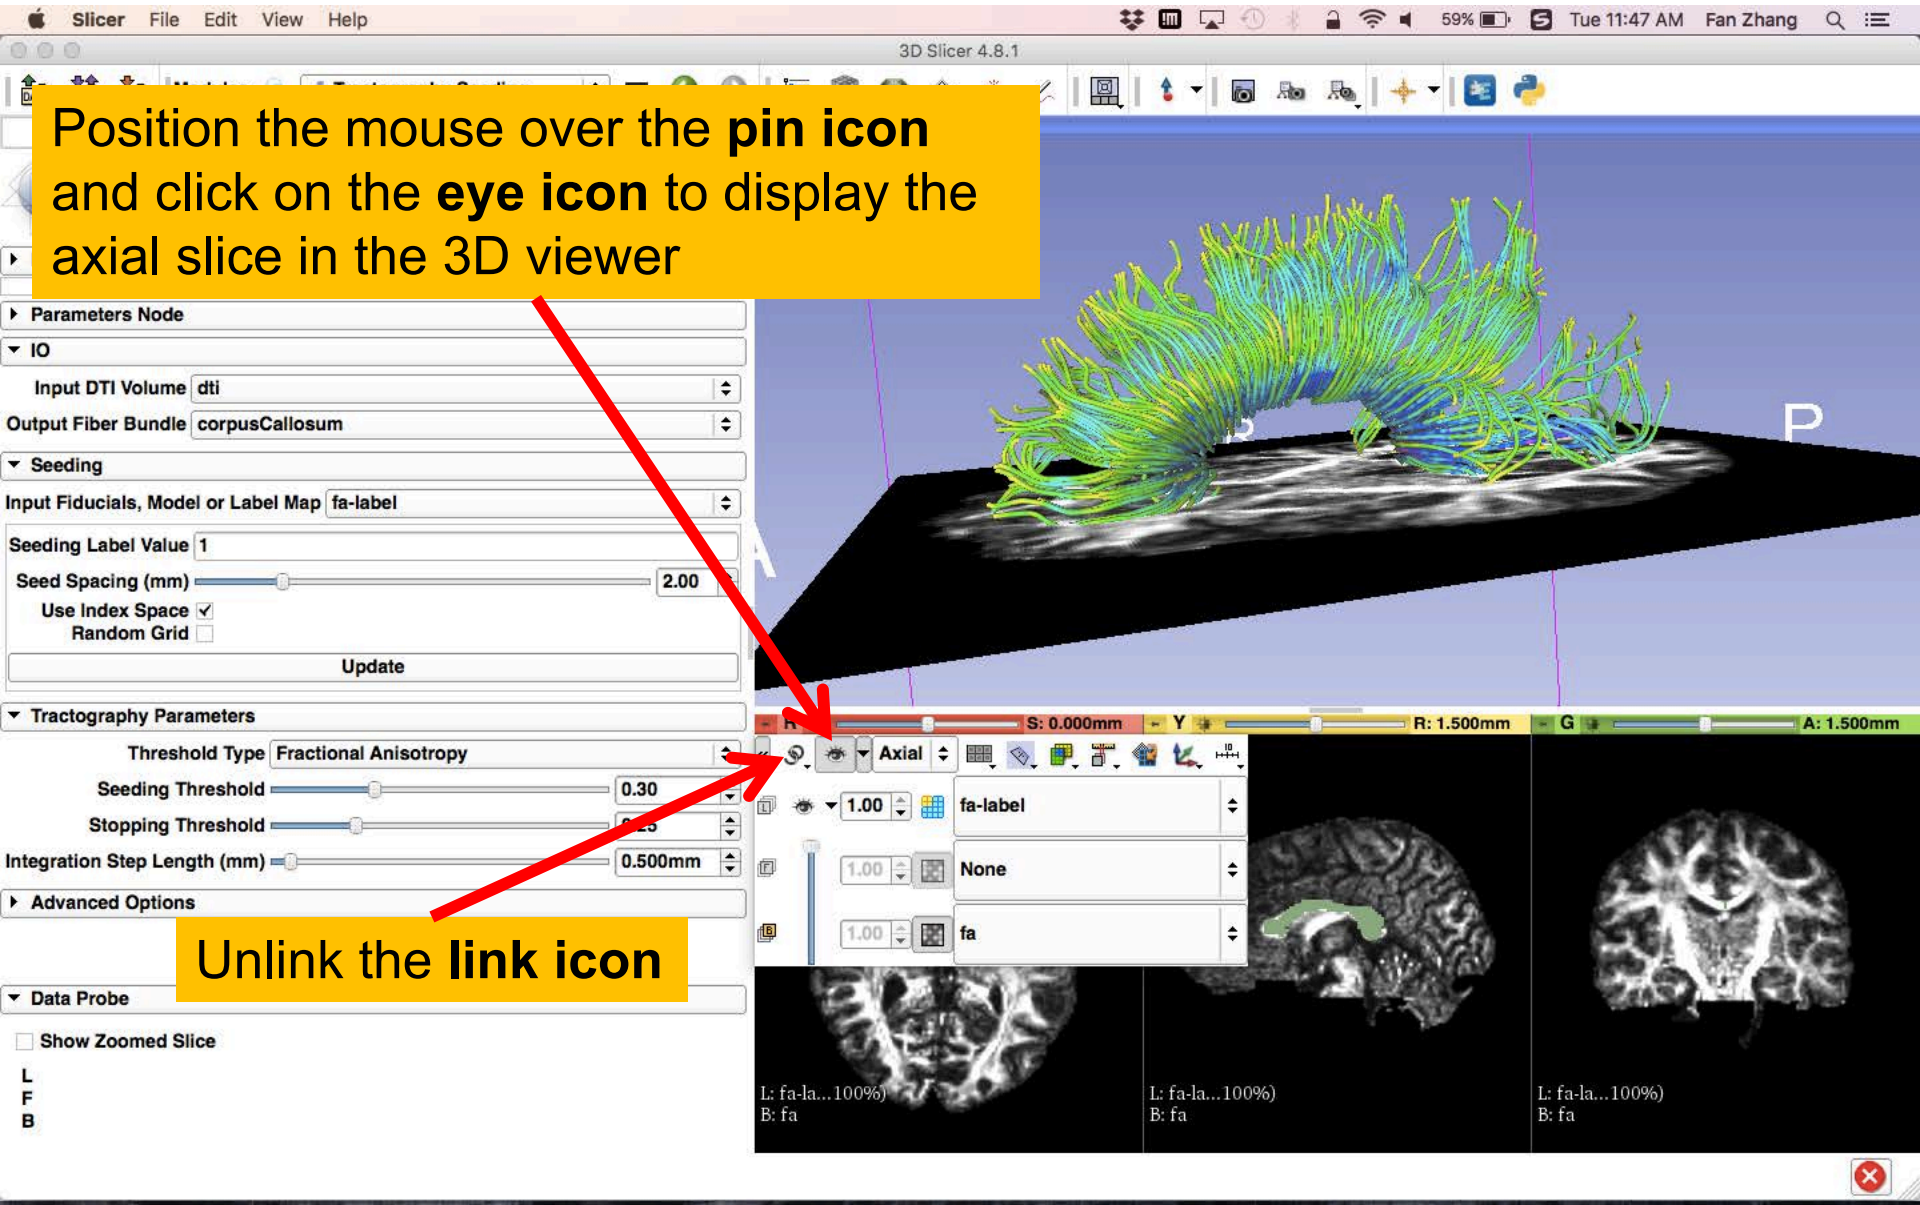 Slicer File Edit View Help 59% Tue 11:47 AM Fan Zhang
3D Slicer 4.8.1
Position the mouse over the pin icon
and click on the eye icon to display the
axial slice in the 3D viewer
Parameters Node
IO
Input DTI Volume dti
Output Fiber Bundle corpusCallosum
Seeding
Input Fiducials, Model or Label Map fa-label
Seeding Label Value 1
Seed Spacing (mm) 2.00
Use Index Space
Random Grid
Update
Tractography Parameters
Threshold Type Fractional Anisotropy
Seeding Threshold 0.30
Stopping Threshold
Integration Step Length (mm) 0.500mm
Advanced Options
Unlink the link icon
Data Probe
Show Zoomed Slice
L
F
B
P
R
A
R S: 0.000mm Y R: 1.500mm G A: 1.500mm
Axial
1.00 fa-label
1.00 None
1.00 fa
L: fa-la...100%)
B: fa
L: fa-la...100%)
B: fa
L: fa-la...100%)
B: fa